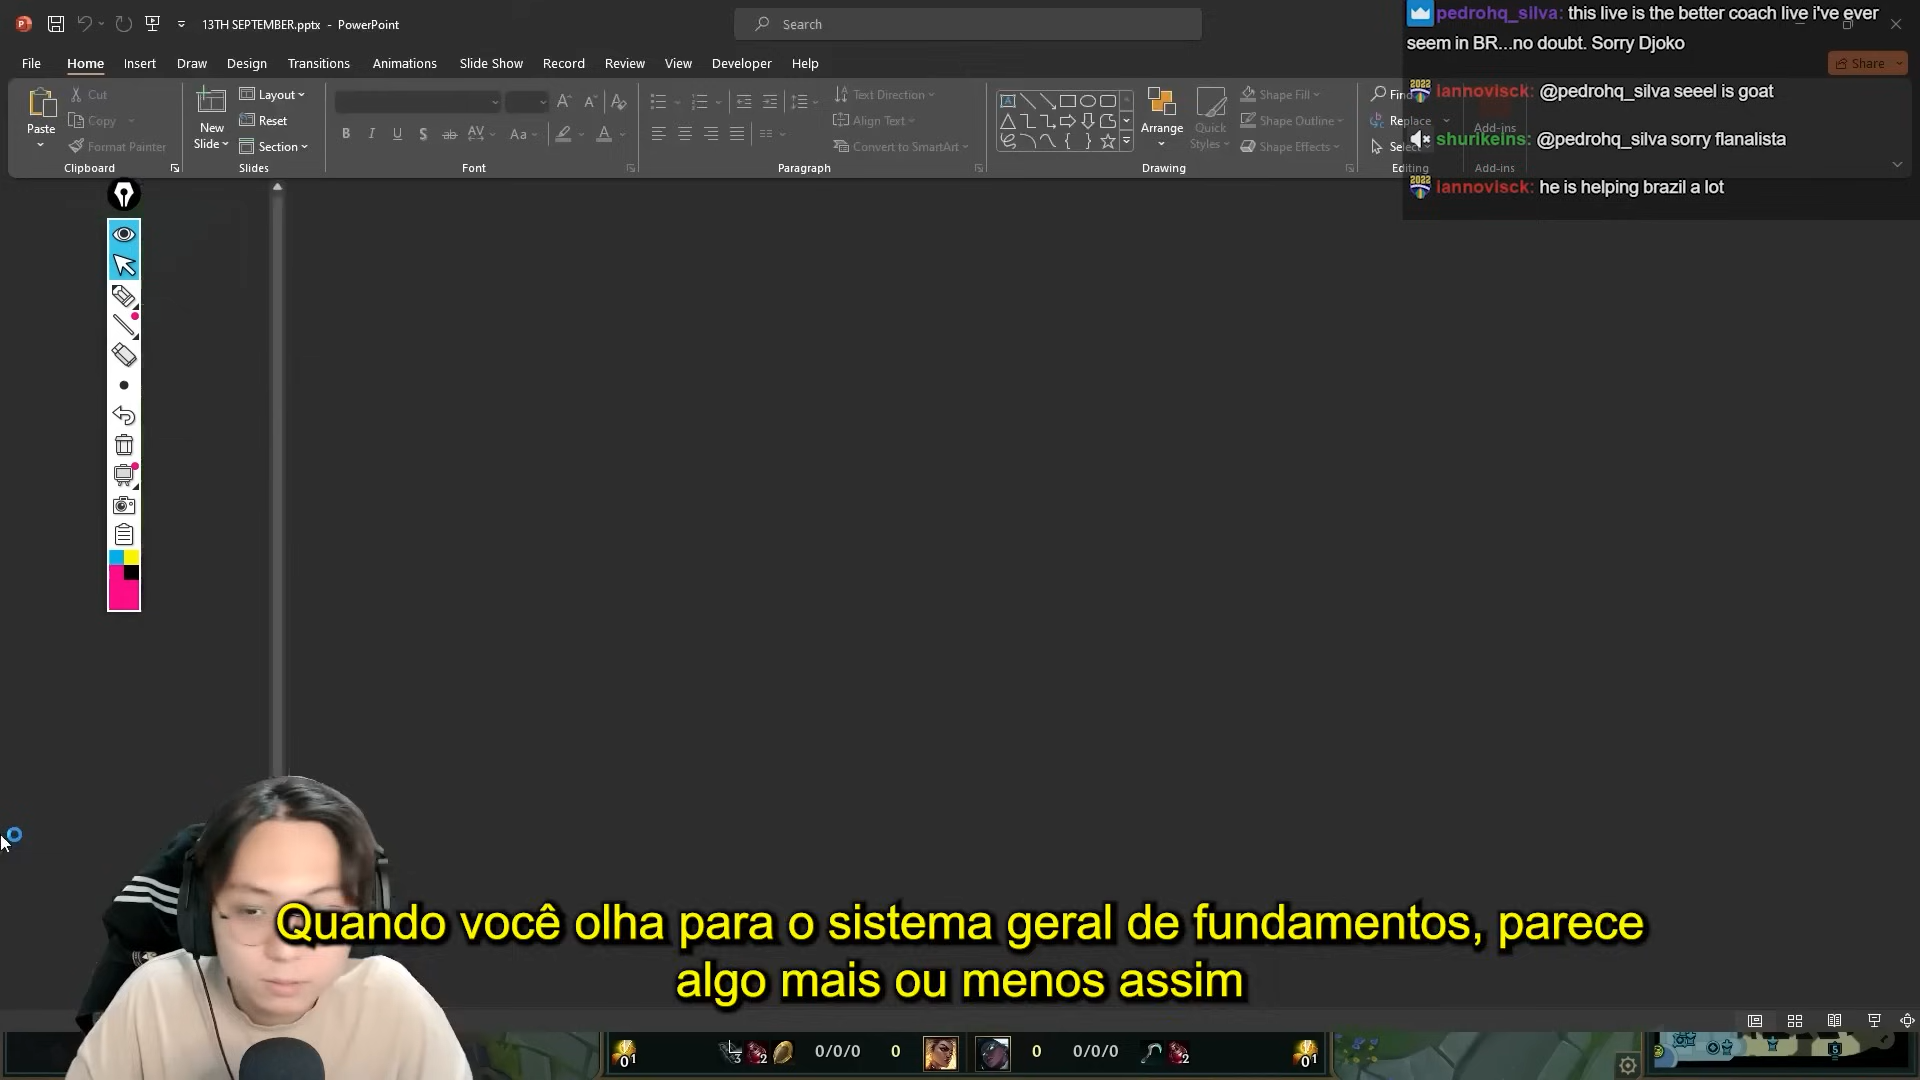 13TH SEPTEMBER.pptx - PowerPoint
Search
File Home Insert Draw Design Transitions Animations Slide Show Record Review View Developer Help
Share
Paste
Cut
Copy
Format Painter
Clipboard
New
Slide
Layout
Reset
Section
Slides
Font
Paragraph
Text Direction
Align Text
Convert to SmartArt
Arrange
Quick
Styles
Shape Fill
Shape Outline
Shape Effects
Drawing
Replace
Editing
Add-ins
Add-ins
pedrohq_silva: this live is the better coach live i've ever
seem in BR...no doubt. Sorry Djoko
iannovisck: @pedrohq_silva seeel is goat
shurikeins: @pedrohq_silva sorry flanalista
iannovisck: he is helping brazil a lot
Quando você olha para o sistema geral de fundamentos, parece
algo mais ou menos assim
0/0/0 0 0 0/0/0